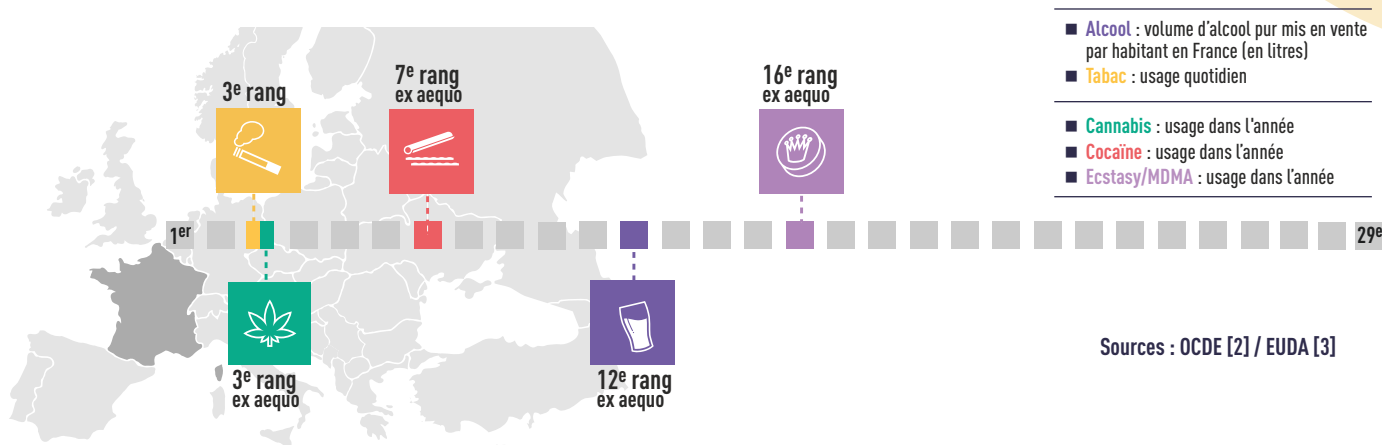 ■ Alcool : volume d'alcool pur mis en vente
par habitant en France (en litres)
■ Tabac : usage quotidien
■ Cannabis : usage dans l'année
■ Cocaïne : usage dans l'année
■ Ecstasy/MDMA : usage dans l'année
3e rang
7e rang
ex aequo
16e rang
ex aequo
1er
29e
3e rang
ex aequo
12e rang
ex aequo
Sources : OCDE [2] / EUDA [3]